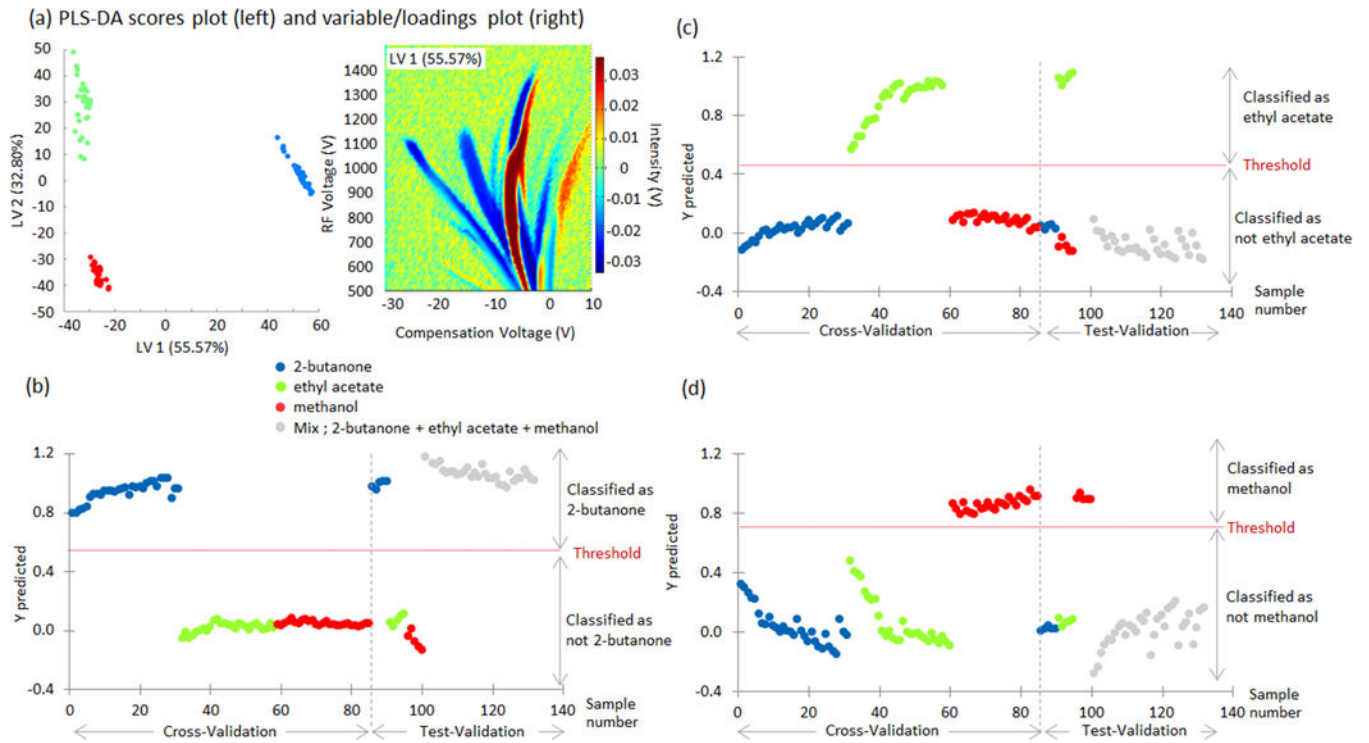 (a) PLS-DA scores plot (left) and variable/loadings plot (right)
50
40
30
20
10
0
-10
-20
-30
-40
-50
LV 2 (32.80%)
-40
-20
0
20
40
60
LV 1 (55.57%)
LV 1 (55.57%)
1400
1300
1200
1100
1000
900
800
700
600
500
RF Voltage (V)
-30
-20
-10
0
10
Compensation Voltage (V)
0.03
0.02
0.01
0
-0.01
-0.02
-0.03
Intensity (V)
2-butanone
ethyl acetate
methanol
Mix ; 2-butanone + ethyl acetate + methanol
(b)
1.2
0.8
0.4
0.0
-0.4
Y predicted
0 20 40 60 80 100 120 140
Classified as
2-butanone
Threshold
Classified as
not 2-butanone
Sample
number
Cross-Validation
Test-Validation
(c)
1.2
0.8
0.4
0.0
-0.4
Y predicted
0 20 40 60 80 100 120 140
Classified as
ethyl acetate
Threshold
Classified as
not ethyl acetate
Sample
number
Cross-Validation
Test-Validation
(d)
1.2
0.8
0.4
0.0
-0.4
Y predicted
0 20 40 60 80 100 120 140
Classified as
methanol
Threshold
Classified as
not methanol
Sample
number
Cross-Validation
Test-Validation